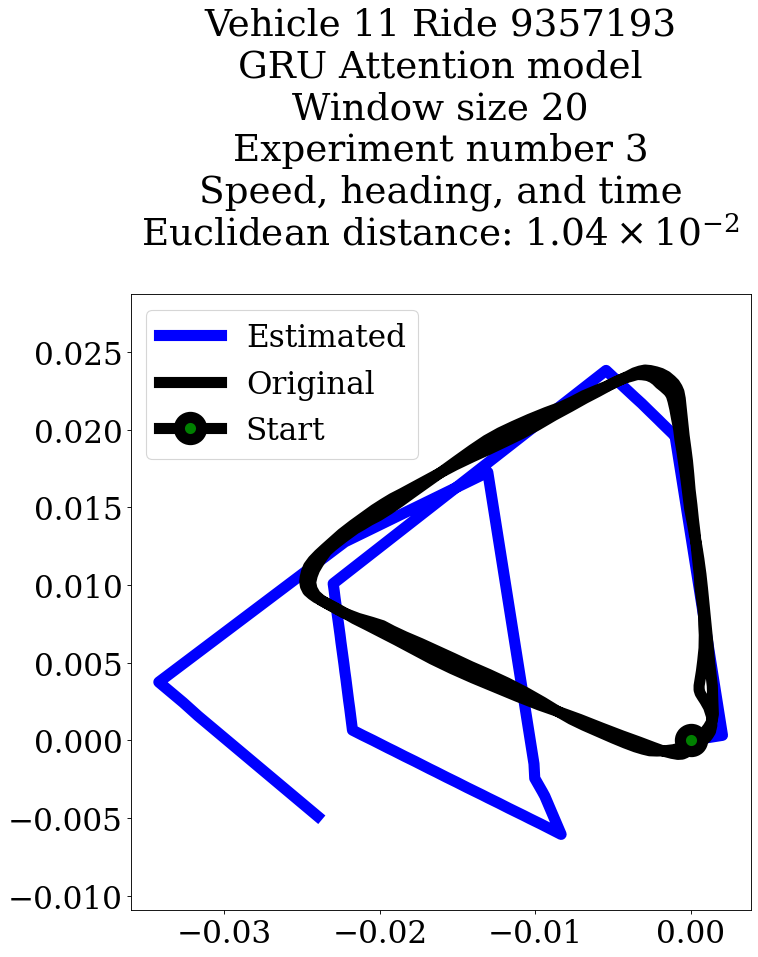 Vehicle 11 Ride 9357193
GRU Attention model
Window size 20
Experiment number 3
Speed, heading, and time
Euclidean distance: 1.04 × 10⁻²
Estimated
Original
Start
0.025
0.020
0.015
0.010
0.005
0.000
−0.005
−0.010
−0.03 −0.02 −0.01 0.00